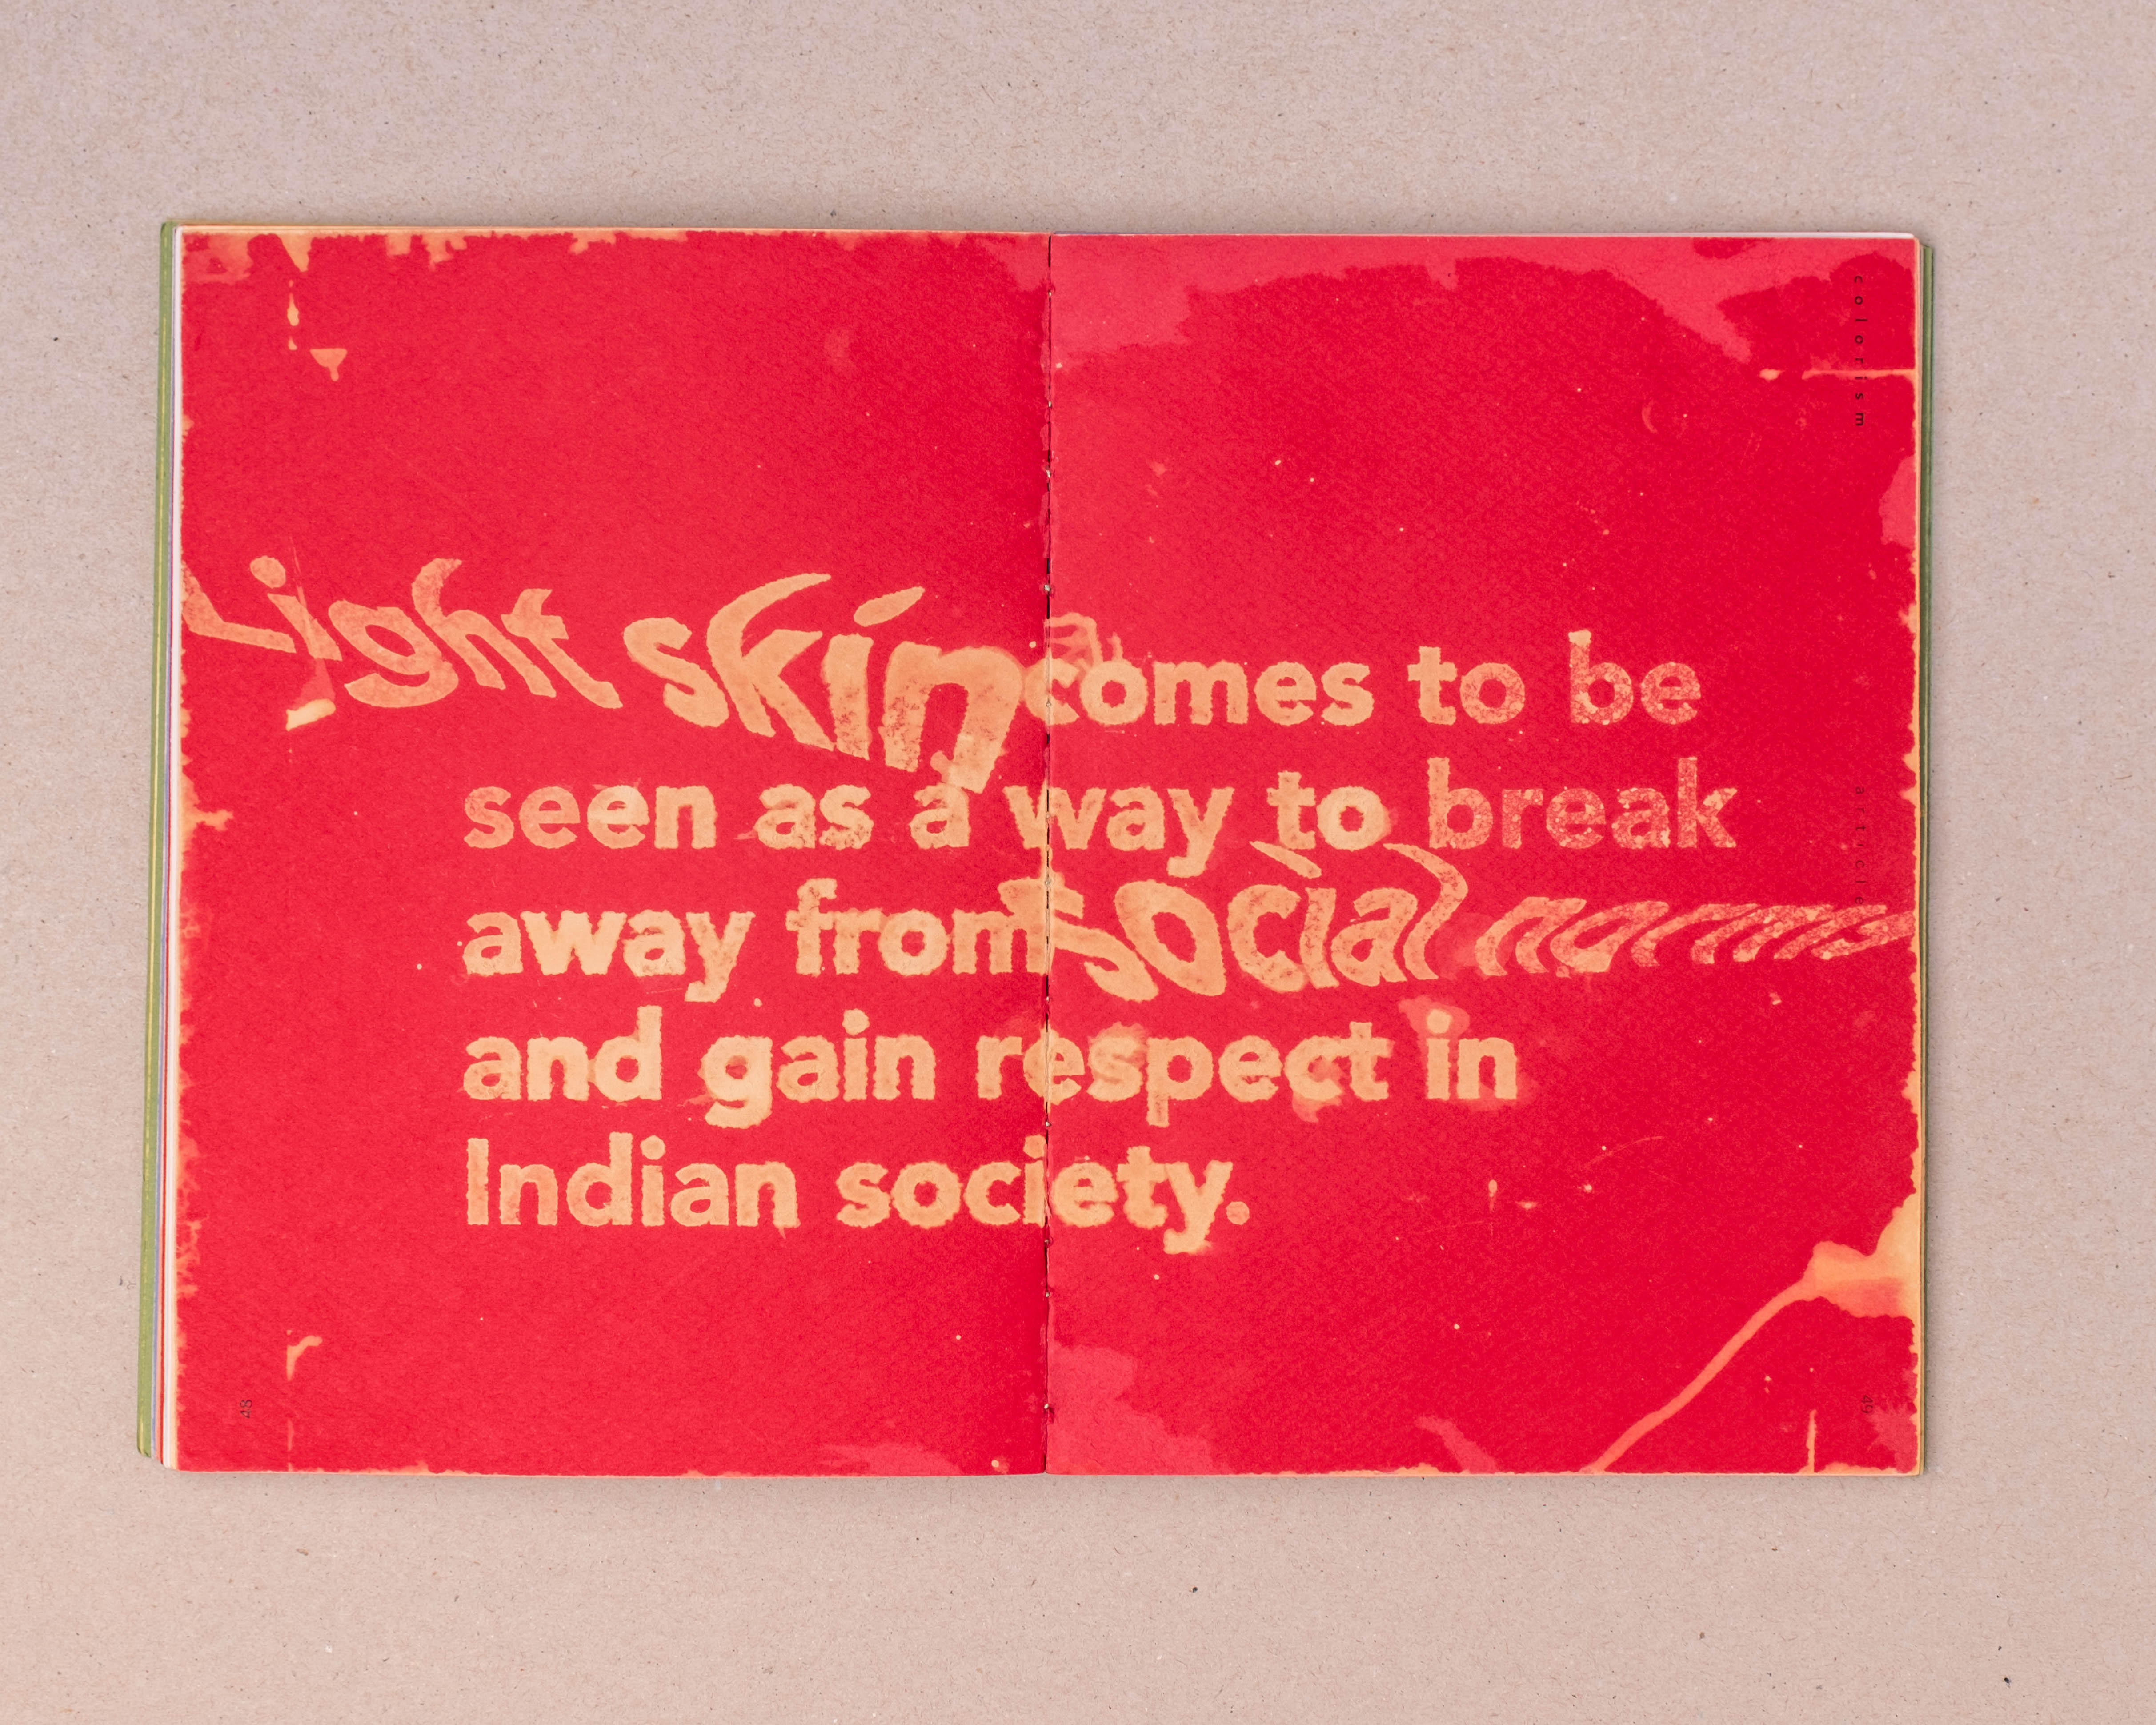 Light skin comes to be
seen as a way to break
away from social norms
and gain respect in
Indian society.
colorism
article
48
49